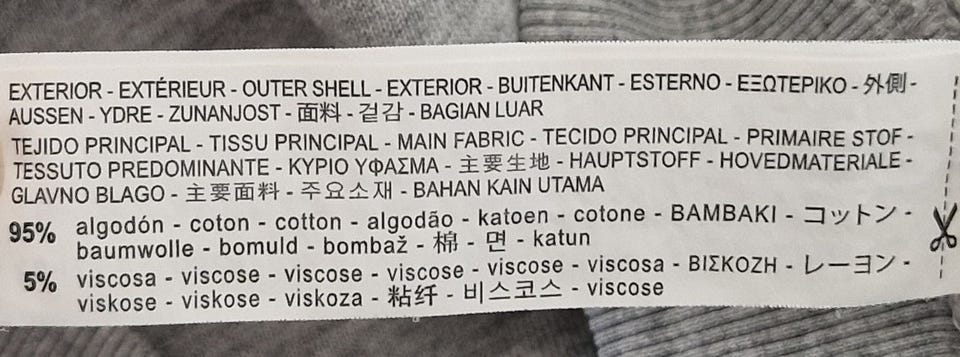 EXTERIOR - EXTÉRIEUR - OUTER SHELL - EXTERIOR - BUITENKANT - ESTERNO - ΕΞΩΤΕΡΙΚΟ - 外側 -
AUSSEN - YDRE - ZUNANJOST - 面料 - 겉감 - BAGIAN LUAR
TEJIDO PRINCIPAL - TISSU PRINCIPAL - MAIN FABRIC - TECIDO PRINCIPAL - PRIMAIRE STOF -
TESSUTO PREDOMINANTE - ΚΥΡΙΟ ΥΦΑΣΜΑ - 主要生地 - HAUPTSTOFF - HOVEDMATERIALE -
GLAVNO BLAGO - 主要面料 - 주요소재 - BAHAN KAIN UTAMA
95% algodón - coton - cotton - algodão - katoen - cotone - ΒΑΜΒΑΚΙ - コットン -
baumwolle - bomuld - bombaž - 棉 - 면 - katun
5% viscosa - viscose - viscose - viscose - viscose - viscosa - ΒΙΣΚΟΖΗ - レーヨン -
viskose - viskose - viskoza - 粘纤 - 비스코스 - viscose